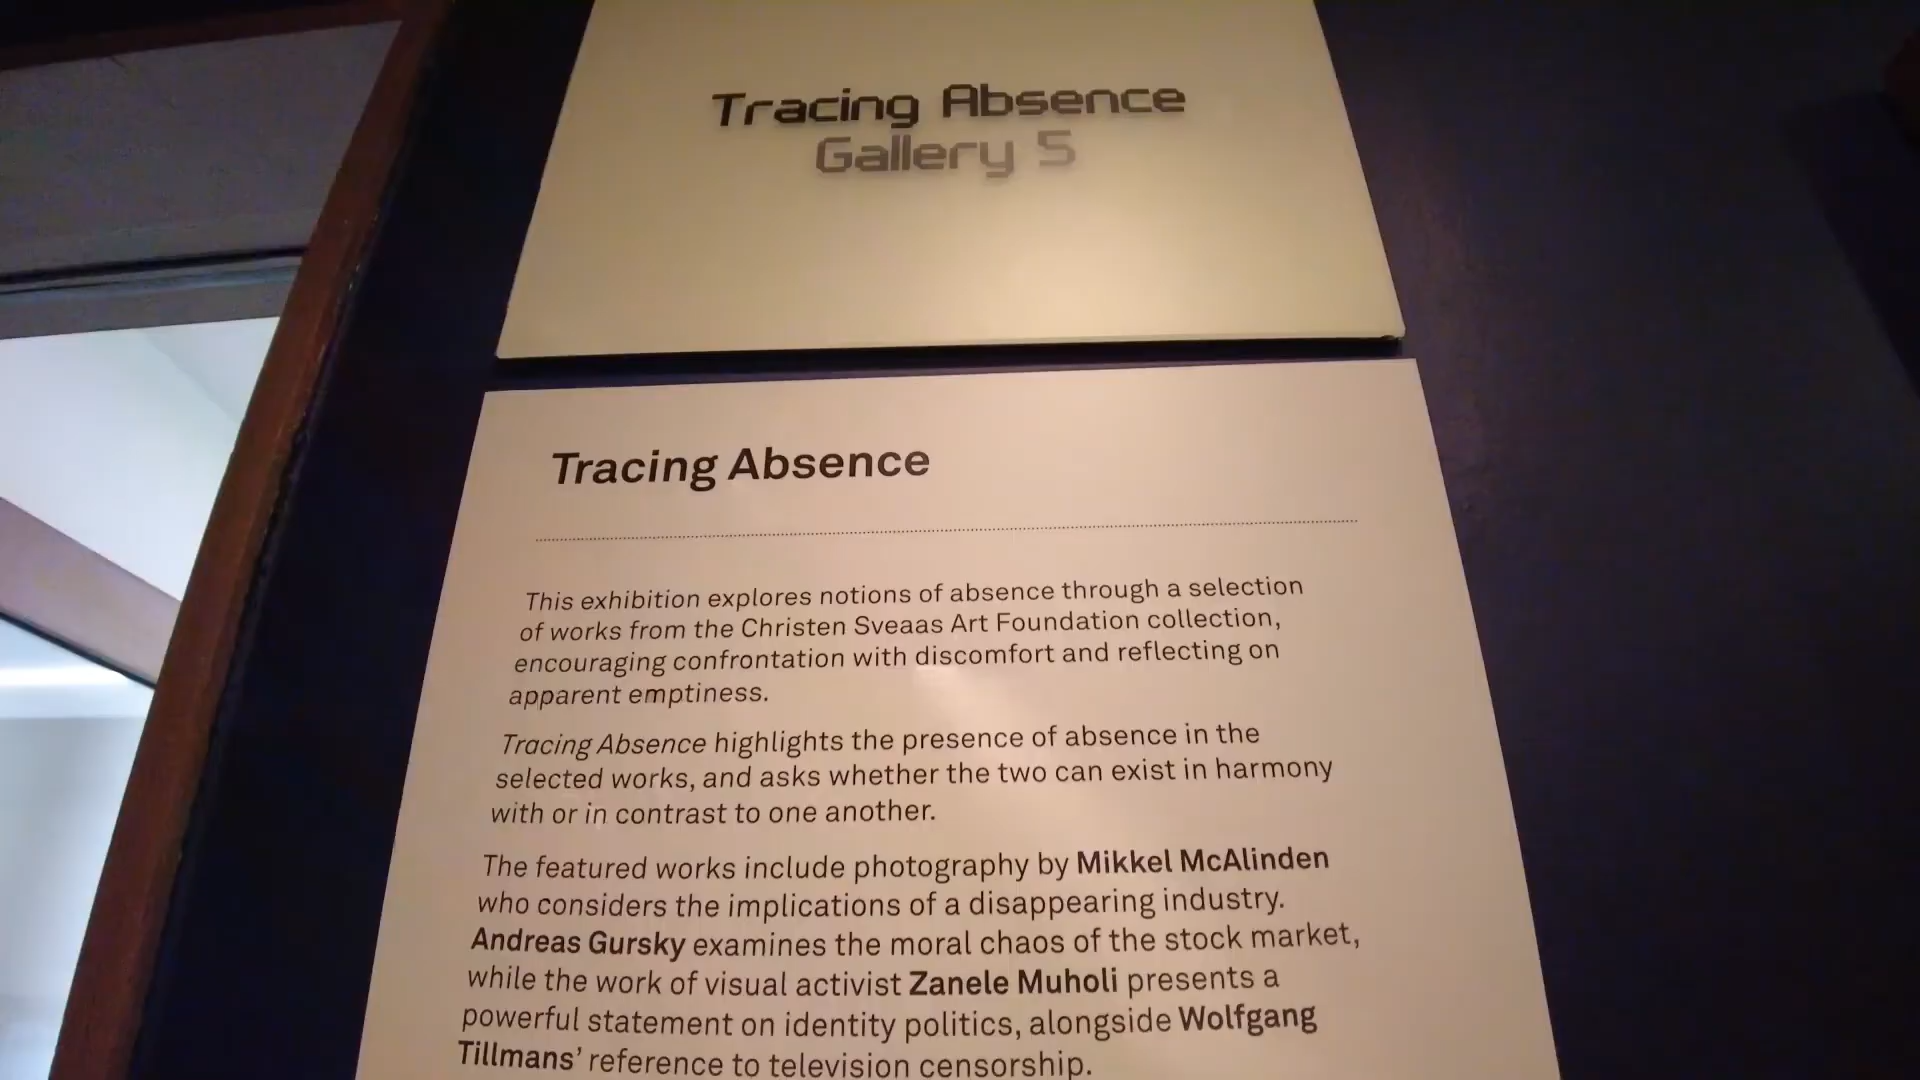 Tracing Absence
Gallery 5
Tracing Absence
This exhibition explores notions of absence through a selection
of works from the Christen Sveaas Art Foundation collection,
encouraging confrontation with discomfort and reflecting on
apparent emptiness.
Tracing Absence highlights the presence of absence in the
selected works, and asks whether the two can exist in harmony
with or in contrast to one another.
The featured works include photography by Mikkel McAlinden
who considers the implications of a disappearing industry.
Andreas Gursky examines the moral chaos of the stock market,
while the work of visual activist Zanele Muholi presents a
powerful statement on identity politics, alongside Wolfgang
Tillmans’ reference to television censorship.